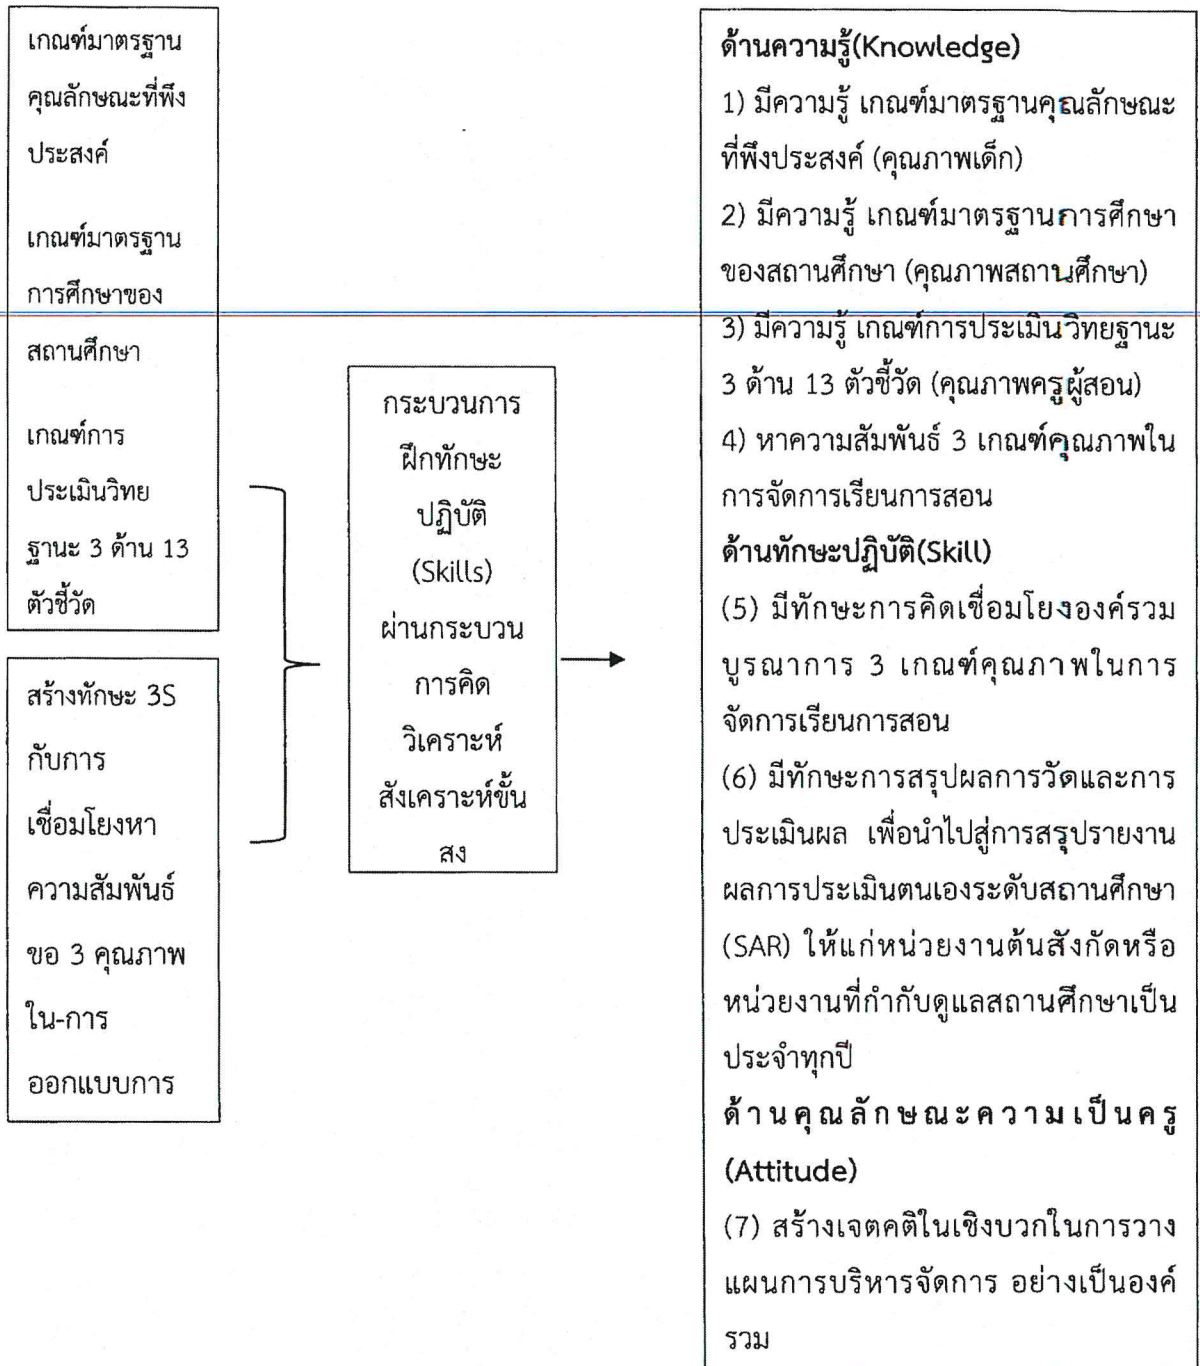 เกณฑ์มาตรฐาน
คุณลักษณะที่พึง
ประสงค์
เกณฑ์มาตรฐาน
การศึกษาของ
สถานศึกษา
เกณฑ์การ
ประเมินวิทย
ฐานะ 3 ด้าน 13
ตัวชี้วัด
สร้างทักษะ 3S
กับการ
เชื่อมโยงหา
ความสัมพันธ์
ขอ 3 คุณภาพ
ใน-การ
ออกแบบการ
กระบวนการ
ฝึกทักษะ
ปฏิบัติ
(Skills)
ผ่านกระบวน
การคิด
วิเคราะห์
สังเคราะห์ขั้น
สง
ด้านความรู้(Knowledge)
1) มีความรู้ เกณฑ์มาตรฐานคุณลักษณะ
ที่พึงประสงค์ (คุณภาพเด็ก)
2) มีความรู้ เกณฑ์มาตรฐานการศึกษา
ของสถานศึกษา (คุณภาพสถานศึกษา)
3) มีความรู้ เกณฑ์การประเมินวิทยฐานะ
3 ด้าน 13 ตัวชี้วัด (คุณภาพครูผู้สอน)
4) หาความสัมพันธ์ 3 เกณฑ์คุณภาพใน
การจัดการเรียนการสอน
ด้านทักษะปฏิบัติ(Skill)
(5) มีทักษะการคิดเชื่อมโยงองค์รวม
บูรณาการ 3 เกณฑ์คุณภาพในการ
จัดการเรียนการสอน
(6) มีทักษะการสรุปผลการวัดและการ
ประเมินผล เพื่อนำไปสู่การสรุปรายงาน
ผลการประเมินตนเองระดับสถานศึกษา
(SAR) ให้แก่หน่วยงานต้นสังกัดหรือ
หน่วยงานที่กำกับดูแลสถานศึกษาเป็น
ประจำทุกปี
ด้านคุณลักษณะความเป็นครู
(Attitude)
(7) สร้างเจตคติในเชิงบวกในการวาง
แผนการบริหารจัดการ อย่างเป็นองค์
รวม